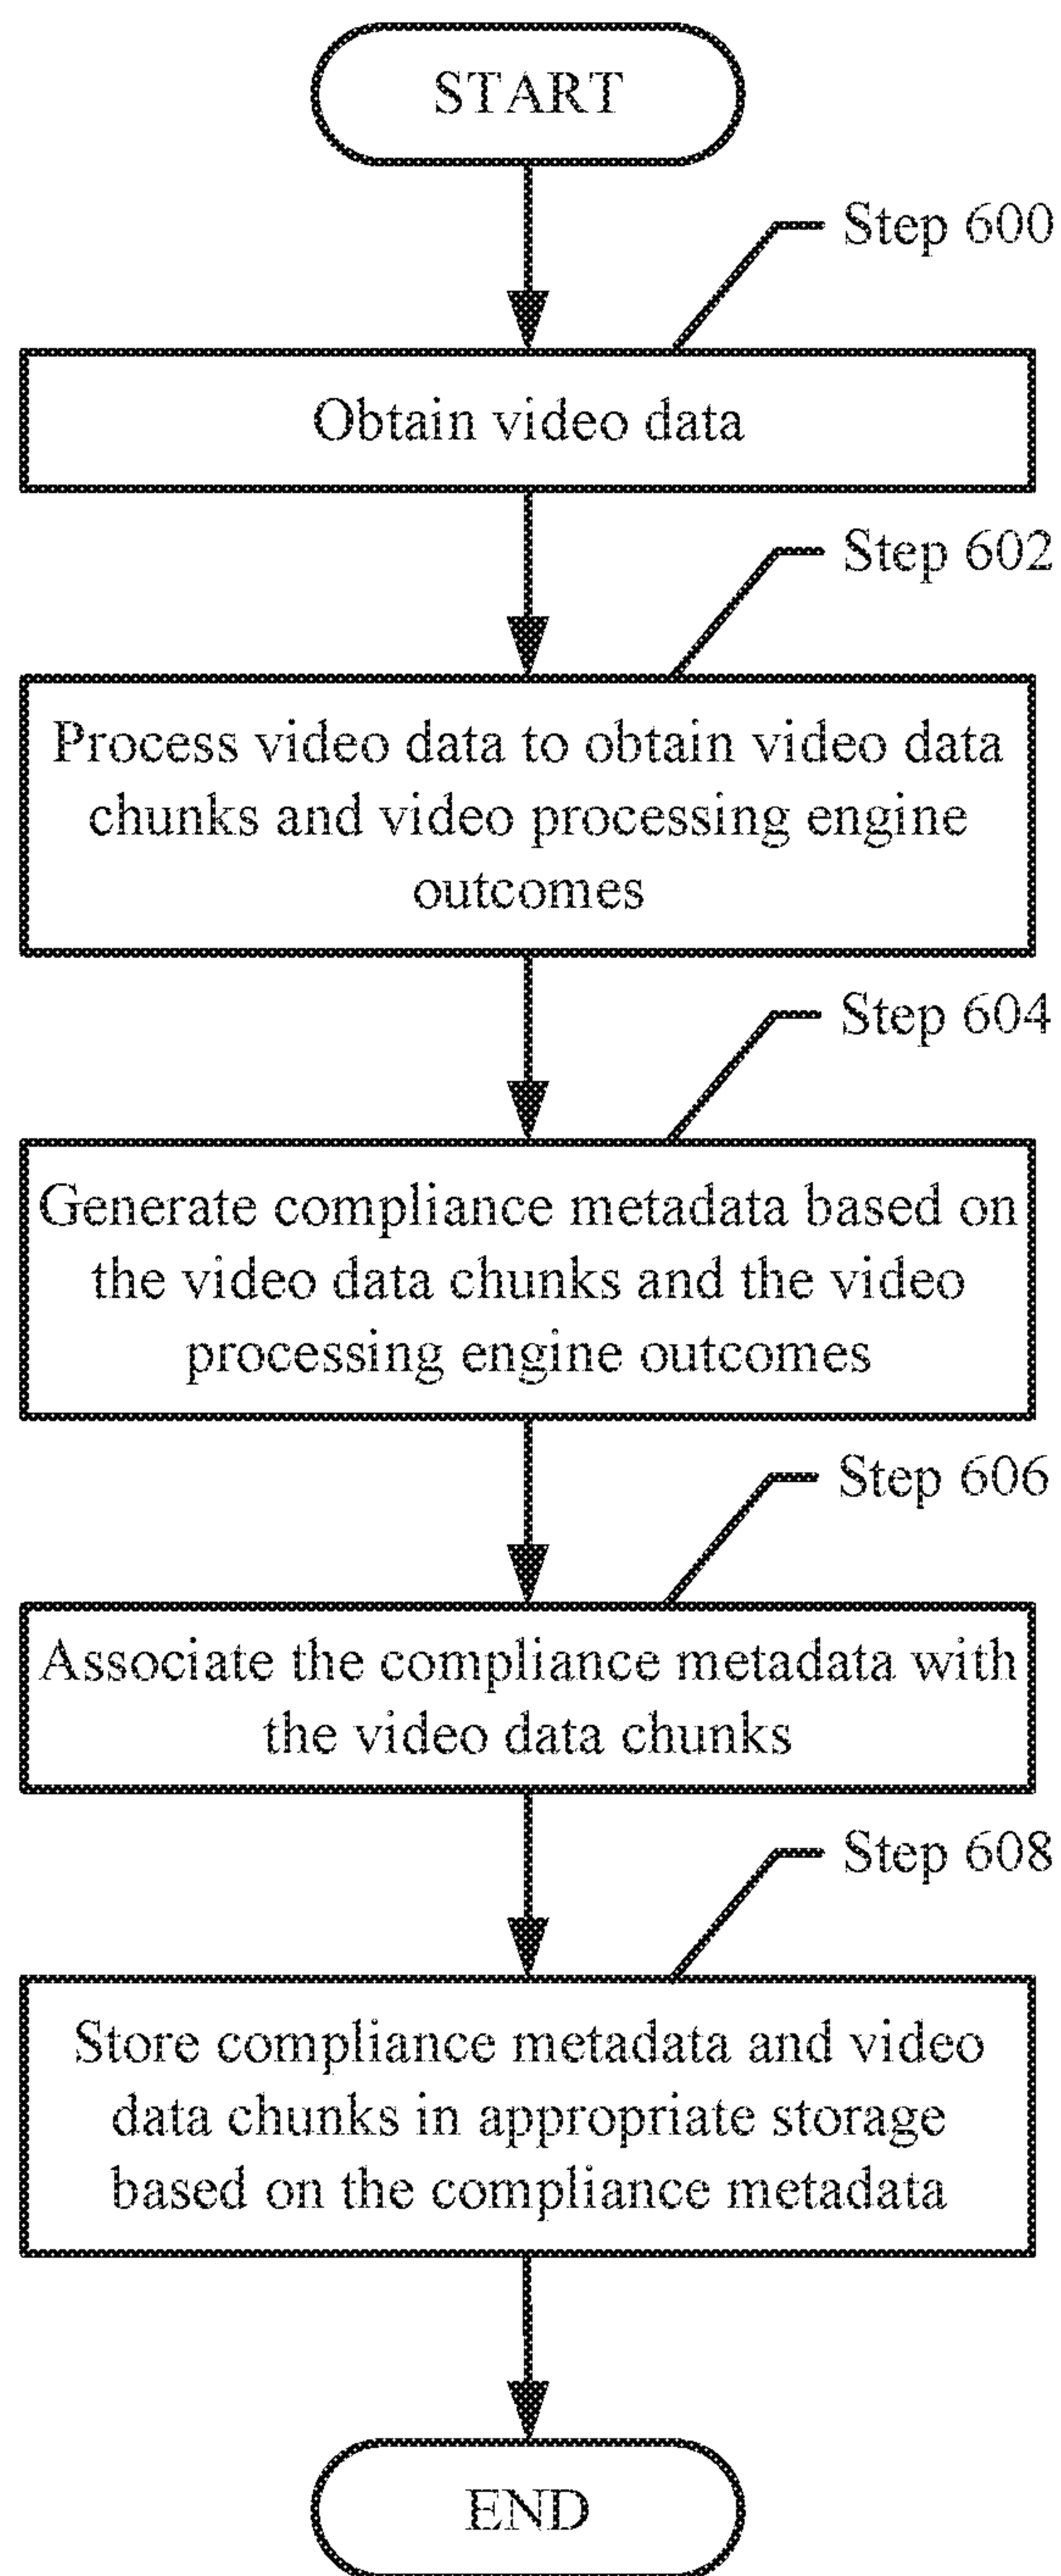 START
Step 600
Obtain video data
Step 602
Process video data to obtain video data
chunks and video processing engine
outcomes
Step 604
Generate compliance metadata based on
the video data chunks and the video
processing engine outcomes
Step 606
Associate the compliance metadata with
the video data chunks
Step 608
Store compliance metadata and video
data chunks in appropriate storage
based on the compliance metadata
END